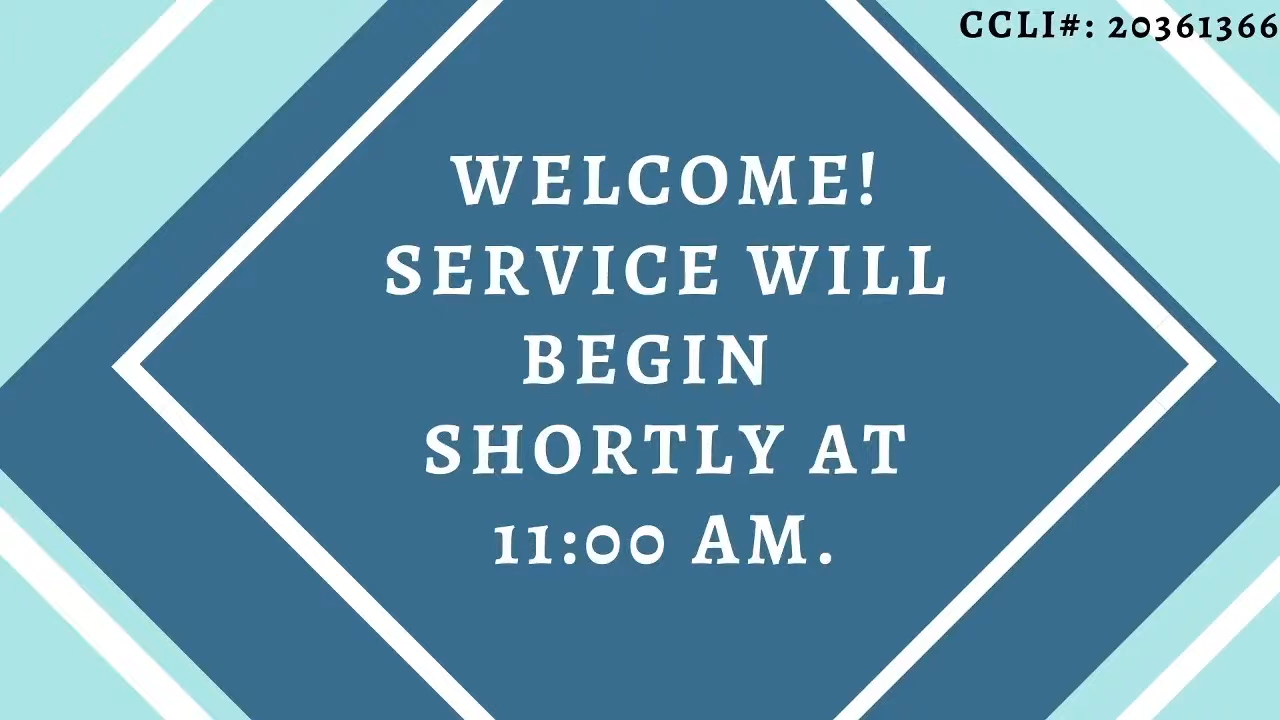 CCLI#: 20361366
WELCOME!
SERVICE WILL
BEGIN
SHORTLY AT
11:00 AM.